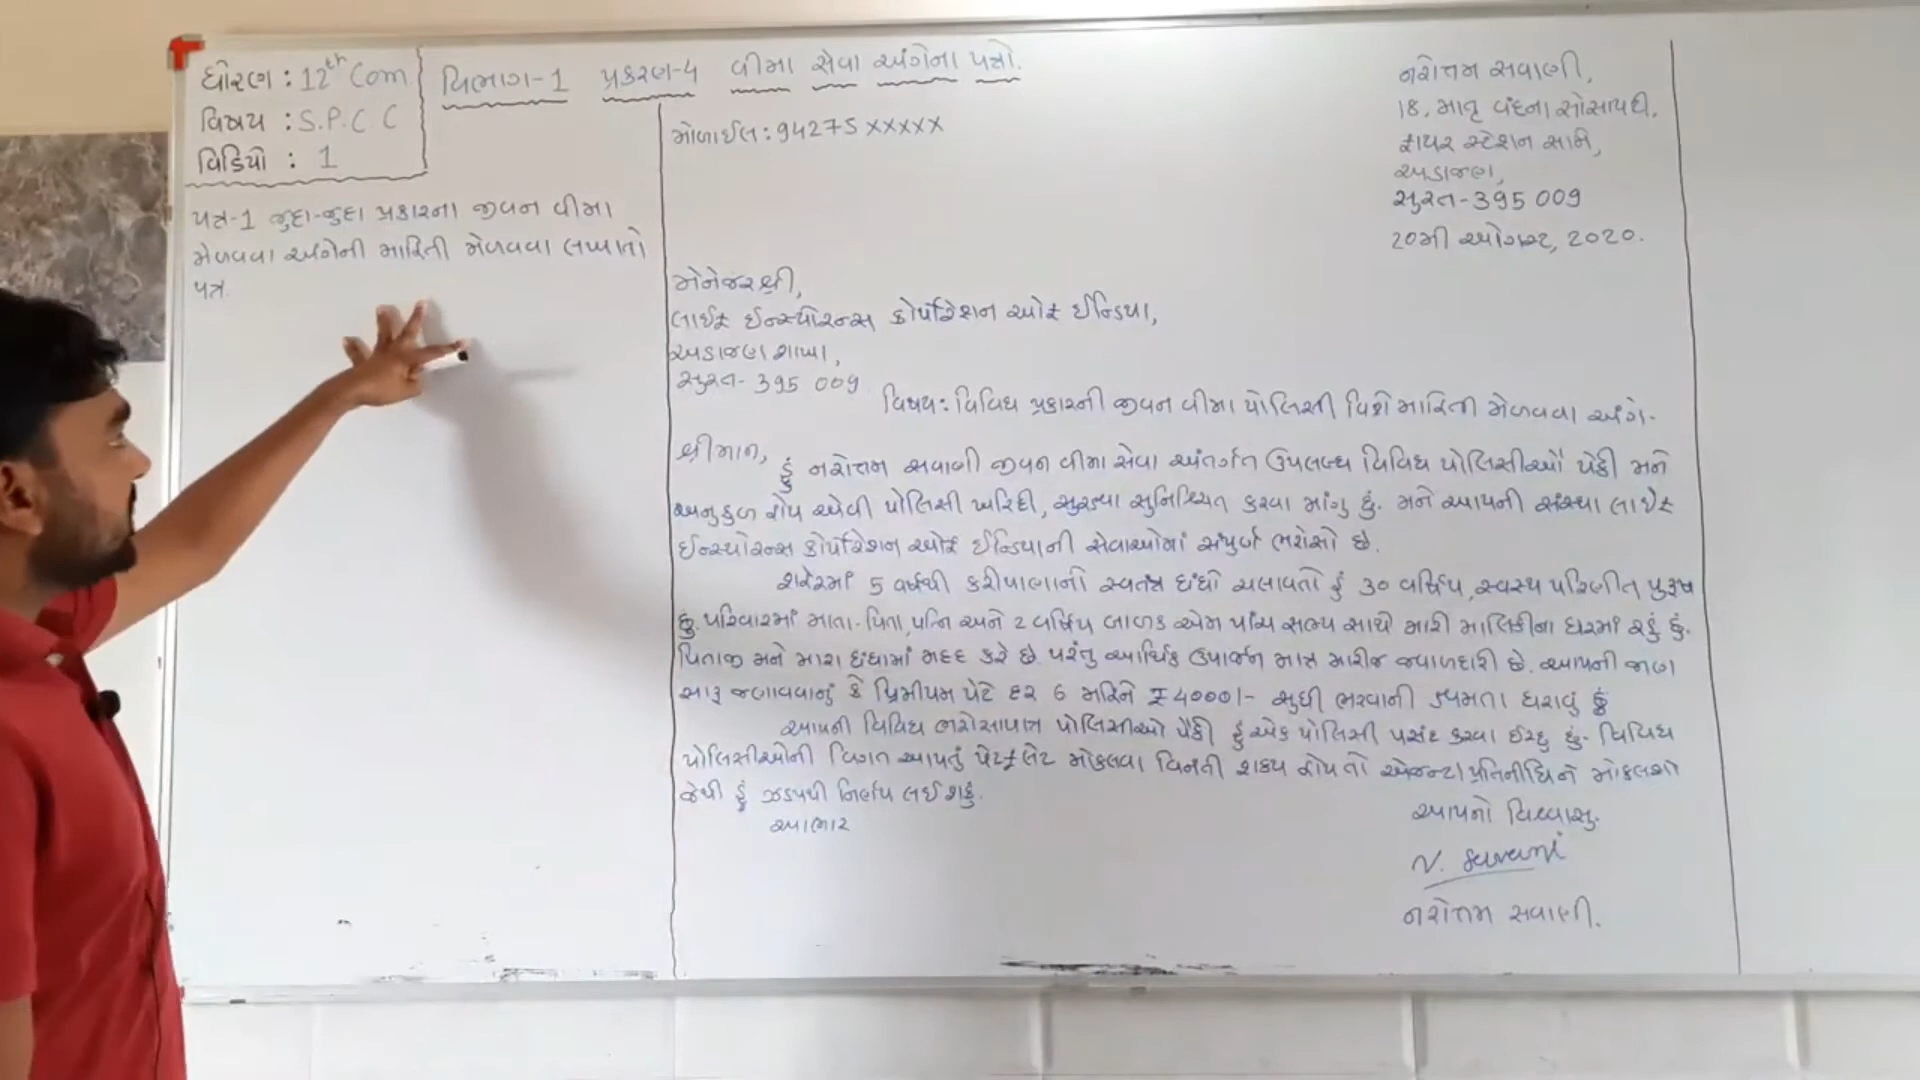 ધોરણ : 12th Com
વિષય : S.P.C.C
વિડિયો : 1
વિભાગ-1 પ્રકરણ-4 વીમા સેવા અંગેના પત્રો.
પત્ર-1 જુદા-જુદા પ્રકારના જીવન વીમા
મેળવવા અંગેની માહિતી મેળવવા લખાતો
પત્ર.
મોબાઈલ : 94275 xxxxx
નરોત્તમ સવાણી,
18, માતૃ વંદના સોસાયટી,
ફાયર સ્ટેશન સામે,
અડાજણ,
સુરત-395 009
20મી ઓગષ્ટ, 2020.
મેનેજરશ્રી,
લાઈફ ઈન્સ્યોરન્સ કોર્પોરેશન ઓફ ઈન્ડિયા,
અડાજણ શાખા,
સુરત- 395 009
વિષય: વિવિધ પ્રકારની જીવન વીમા પોલિસી વિશે માહિતી મેળવવા અંગે.
શ્રીમાન,
હું નરોત્તમ સવાણી જીવન વીમા સેવા અંતર્ગત ઉપલબ્ધ વિવિધ પોલિસીઓ પૈકી મને
અનુકુળ હોય એવી પોલિસી ખરિદી, સુરક્ષા સુનિશ્ચિત કરવા માંગુ છું. મને આપની સંસ્થા લાઈફ
ઈન્સ્યોરન્સ કોર્પોરેશન ઓફ ઈન્ડિયાની સેવાઓમાં સંપુર્ણ ભરોસો છે.
શહેરમાં 5 વર્ષથી કરીયાણાનો સ્વતંત્ર ધંધો ચલાવતો હું 30 વર્ષિય, સ્વસ્થ પરિણીત પુરૂષ
છું. પરિવારમાં માતા-પિતા, પત્નિ અને 2 વર્ષિય બાળક એમ પાંચ સભ્ય સાથે મારી માલિકીના ઘરમાં રહું છું.
પિતાજી મને મારા ધંધામાં મદદ કરે છે પરંતુ આર્થિક ઉપાર્જન માત્ર મારીજ જવાબદારી છે. આપની જાણ
સારૂ જણાવવાનું કે પ્રિમીયમ પેટે દર 6 મહિને ₹ 4000/- સુધી ભરવાની ક્ષમતા ધરાવું છું
આપની વિવિધ ભરોસાપાત્ર પોલિસીઓ પૈકી હું એક પોલિસી પસંદ કરવા ઈચ્છુ છું. વિવિધ
પોલિસીઓની વિગત આપતું પેમ્ફલેટ મોકલવા વિનંતી શક્ય હોય તો એજન્ટ/પ્રતિનીધિને મોકલશો
જેથી હું ઝડપથી નિર્ણય લઈ શકું.
આભાર
આપનો વિશ્વાસુ.
N. Savani
નરોત્તમ સવાણી.